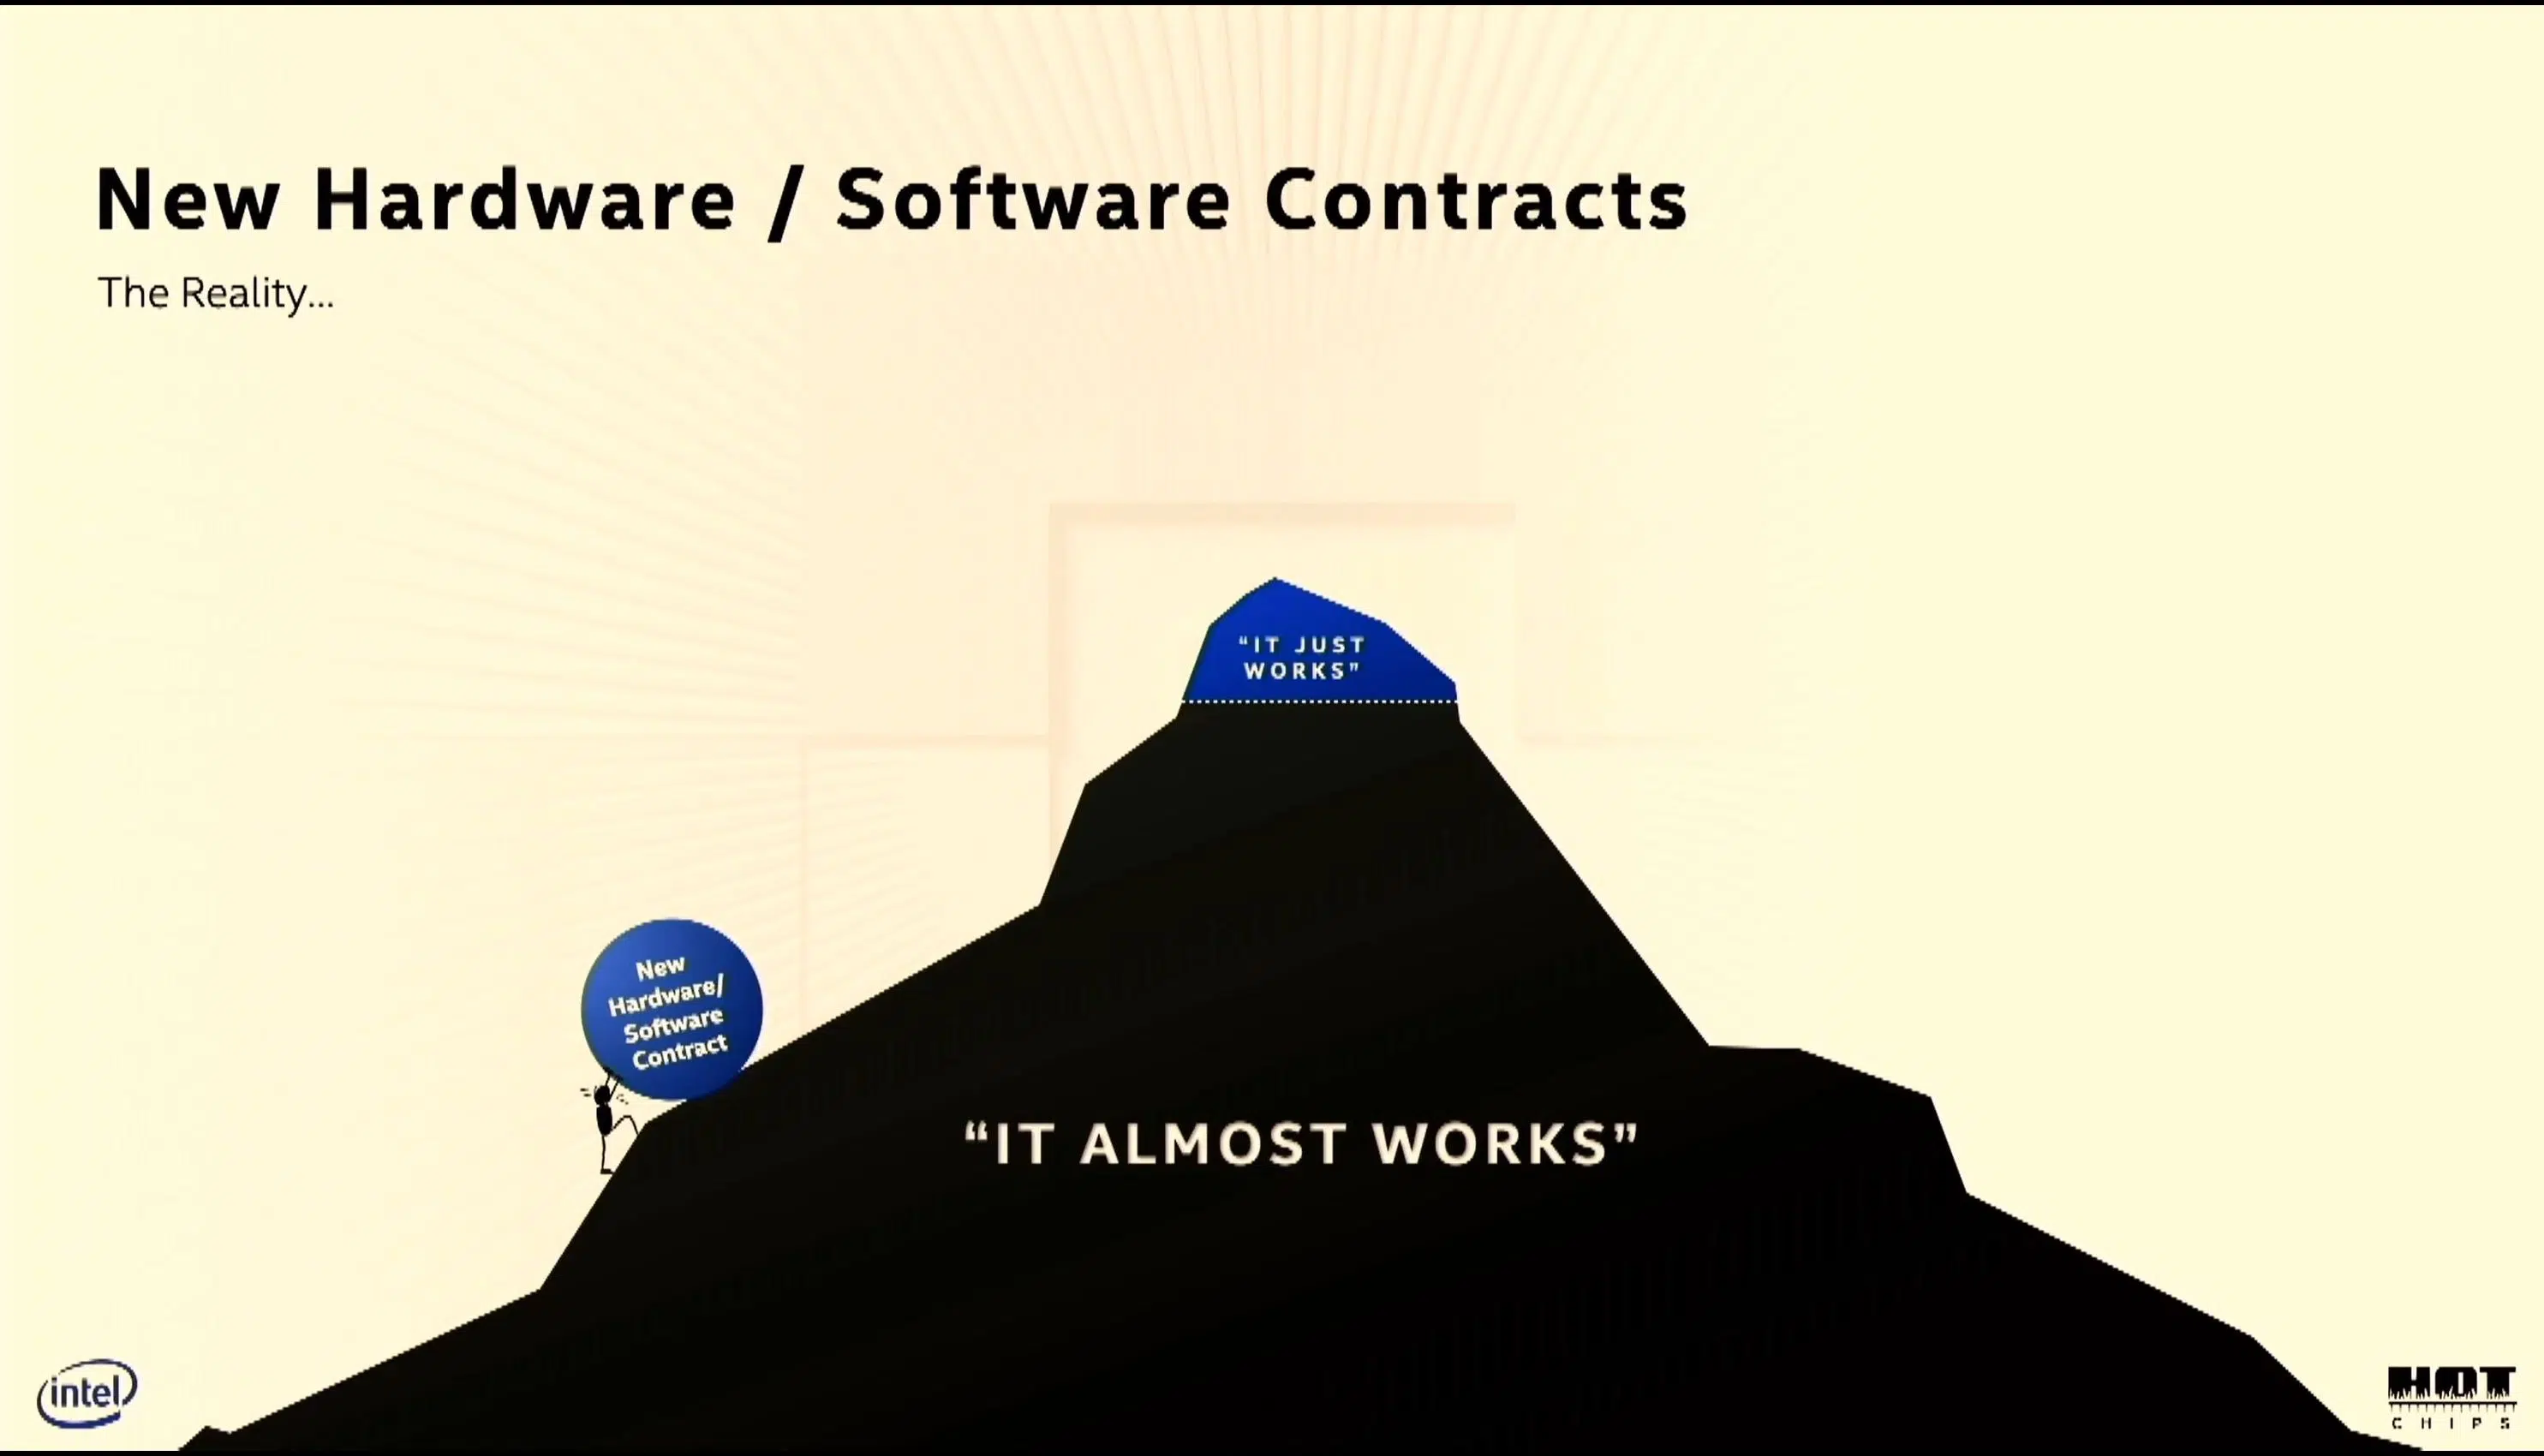 New Hardware / Software Contracts
The Reality...
“IT JUST
WORKS”
New
Hardware/
Software
Contract
“IT ALMOST WORKS”
intel
HOT
CHIPS